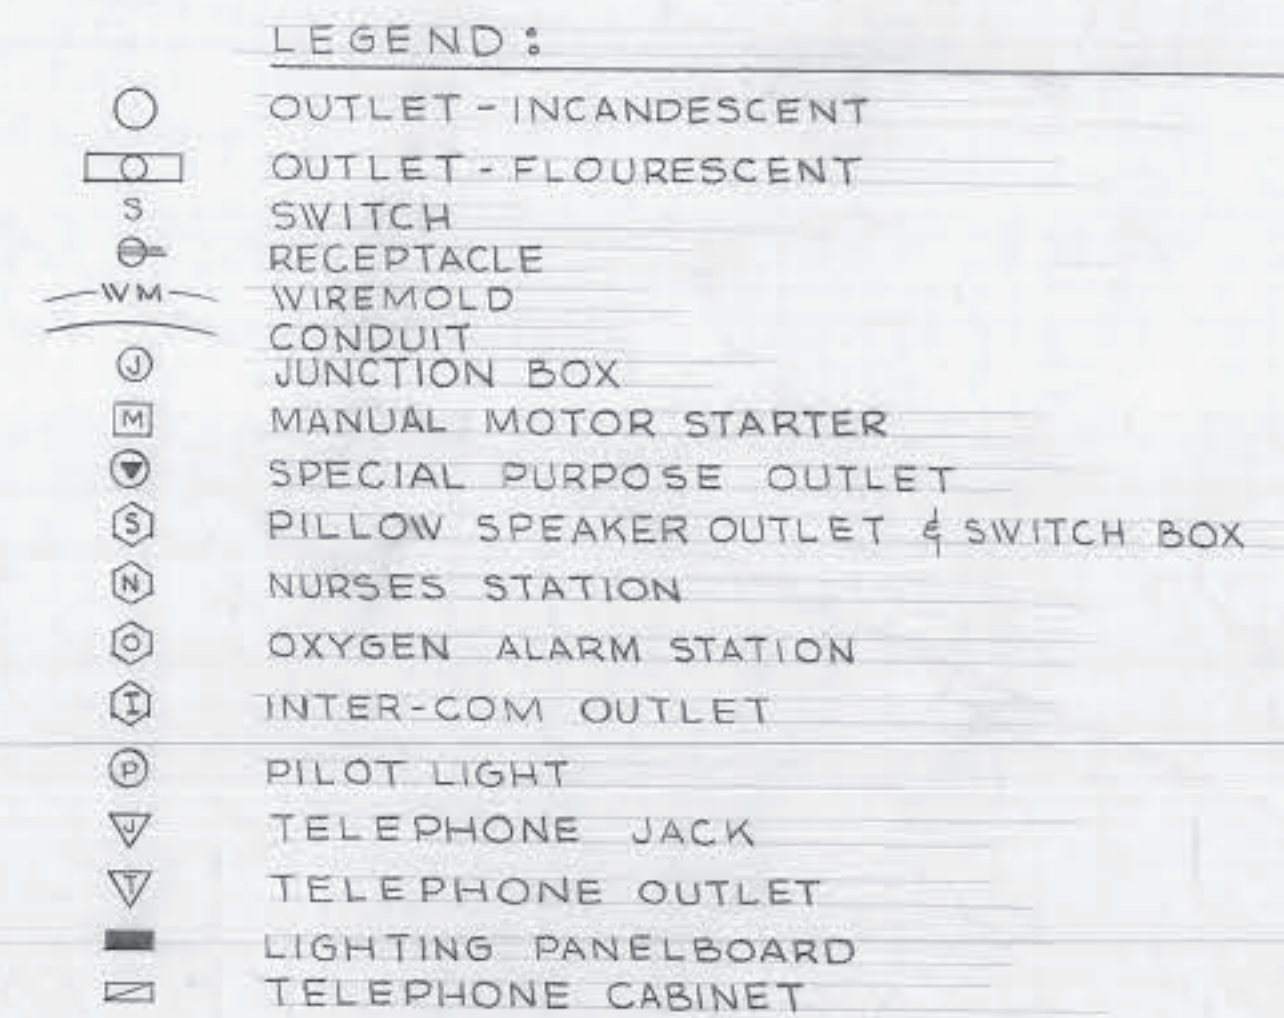 LEGEND:
OUTLET - INCANDESCENT
O OUTLET - FLOURESCENT
S SWITCH
RECEPTACLE
WM WIREMOLD
CONDUIT
J JUNCTION BOX
M MANUAL MOTOR STARTER
SPECIAL PURPOSE OUTLET
S PILLOW SPEAKER OUTLET & SWITCH BOX
N NURSES STATION
O OXYGEN ALARM STATION
I INTER-COM OUTLET
P PILOT LIGHT
J TELEPHONE JACK
T TELEPHONE OUTLET
LIGHTING PANELBOARD
TELEPHONE CABINET